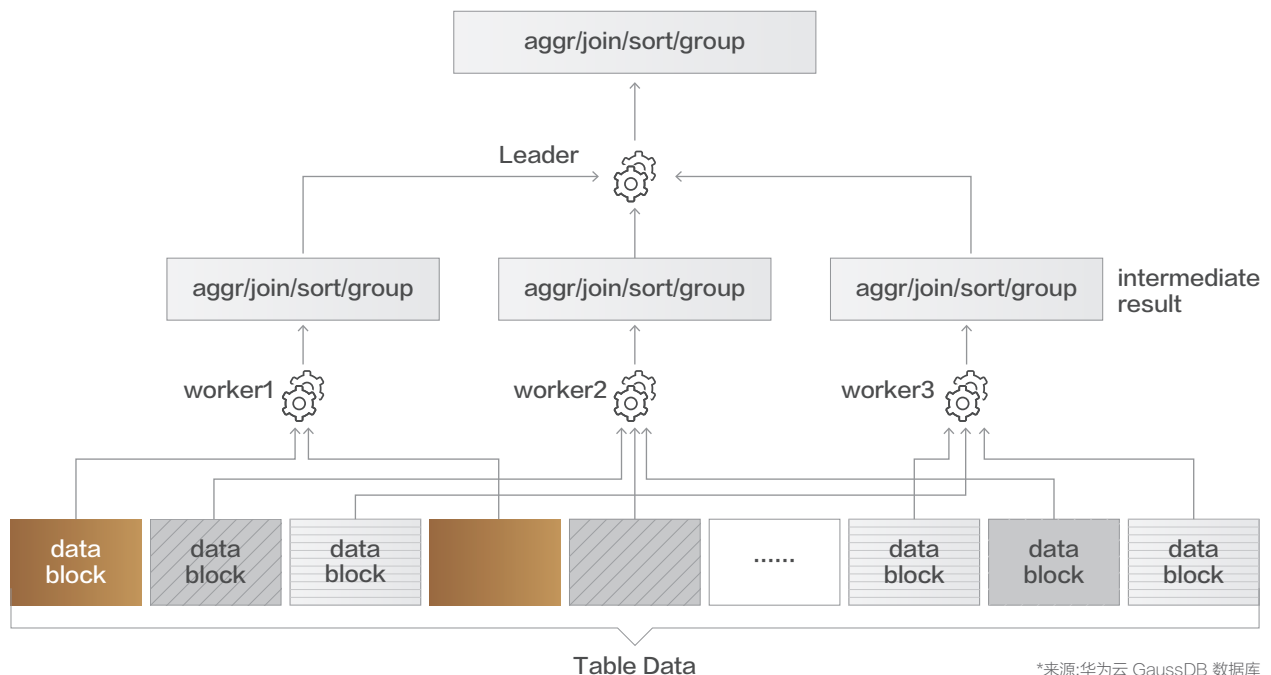 aggr/join/sort/group
Leader
aggr/join/sort/group
aggr/join/sort/group
aggr/join/sort/group
intermediate
result
worker1
worker2
worker3
data
block
data
block
data
block
......
data
block
data
block
data
block
Table Data
*来源:华为云 GaussDB 数据库